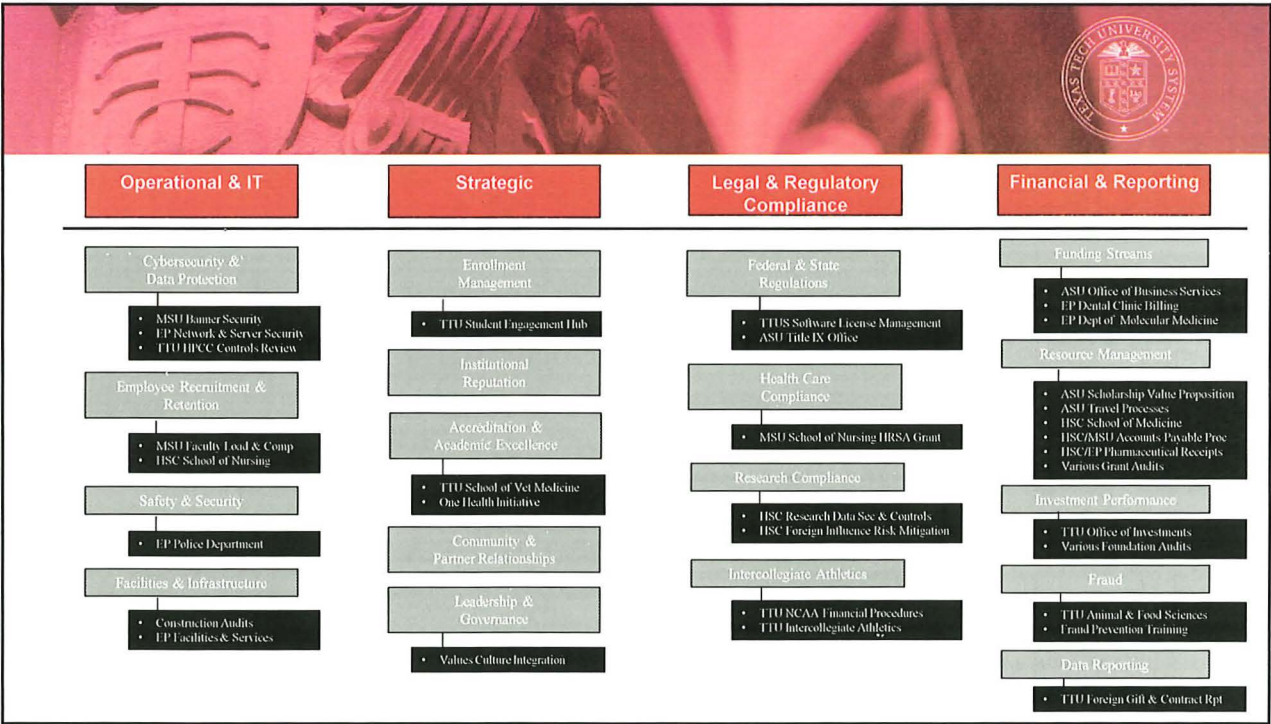 TEXAS TECH UNIVERSITY SYSTEM
Operational & IT
Cybersecurity &
Data Protection
• MSU Banner Security
• EP Network & Server Security
• TTU HPCC Controls Review
Employee Recruitment &
Retention
• MSU Faculty Load & Comp
• HSC School of Nursing
Safety & Security
• EP Police Department
Facilities & Infrastructure
• Construction Audits
• EP Facilities & Services
Strategic
Enrollment
Management
• TTU Student Engagement Hub
Institutional
Reputation
Accreditation &
Academic Excellence
• TTU School of Vet Medicine
• One Health Initiative
Community &
Partner Relationships
Leadership &
Governance
• Values Culture Integration
Legal & Regulatory
Compliance
Federal & State
Regulations
• TTUS Software License Management
• ASU Title IX Office
Health Care
Compliance
• MSU School of Nursing HRSA Grant
Research Compliance
• HSC Research Data Sec & Controls
• HSC Foreign Influence Risk Mitigation
Intercollegiate Athletics
• TTU NCAA Financial Procedures
• TTU Intercollegiate Athletics
Financial & Reporting
Funding Streams
• ASU Office of Business Services
• EP Dental Clinic Billing
• EP Dept of Molecular Medicine
Resource Management
• ASU Scholarship Value Proposition
• ASU Travel Processes
• HSC School of Medicine
• HSC/MSU Accounts Payable Proc
• HSC/EP Pharmaceutical Receipts
• Various Grant Audits
Investment Performance
• TTU Office of Investments
• Various Foundation Audits
Fraud
• TTU Animal & Food Sciences
• Fraud Prevention Training
Data Reporting
• TTU Foreign Gift & Contract Rpt